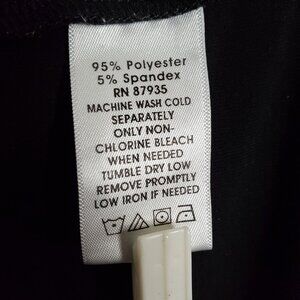 95% Polyester
5% Spandex
RN 87935
MACHINE WASH COLD
SEPARATELY
ONLY NON-
CHLORINE BLEACH
WHEN NEEDED
TUMBLE DRY LOW
REMOVE PROMPTLY
LOW IRON IF NEEDED